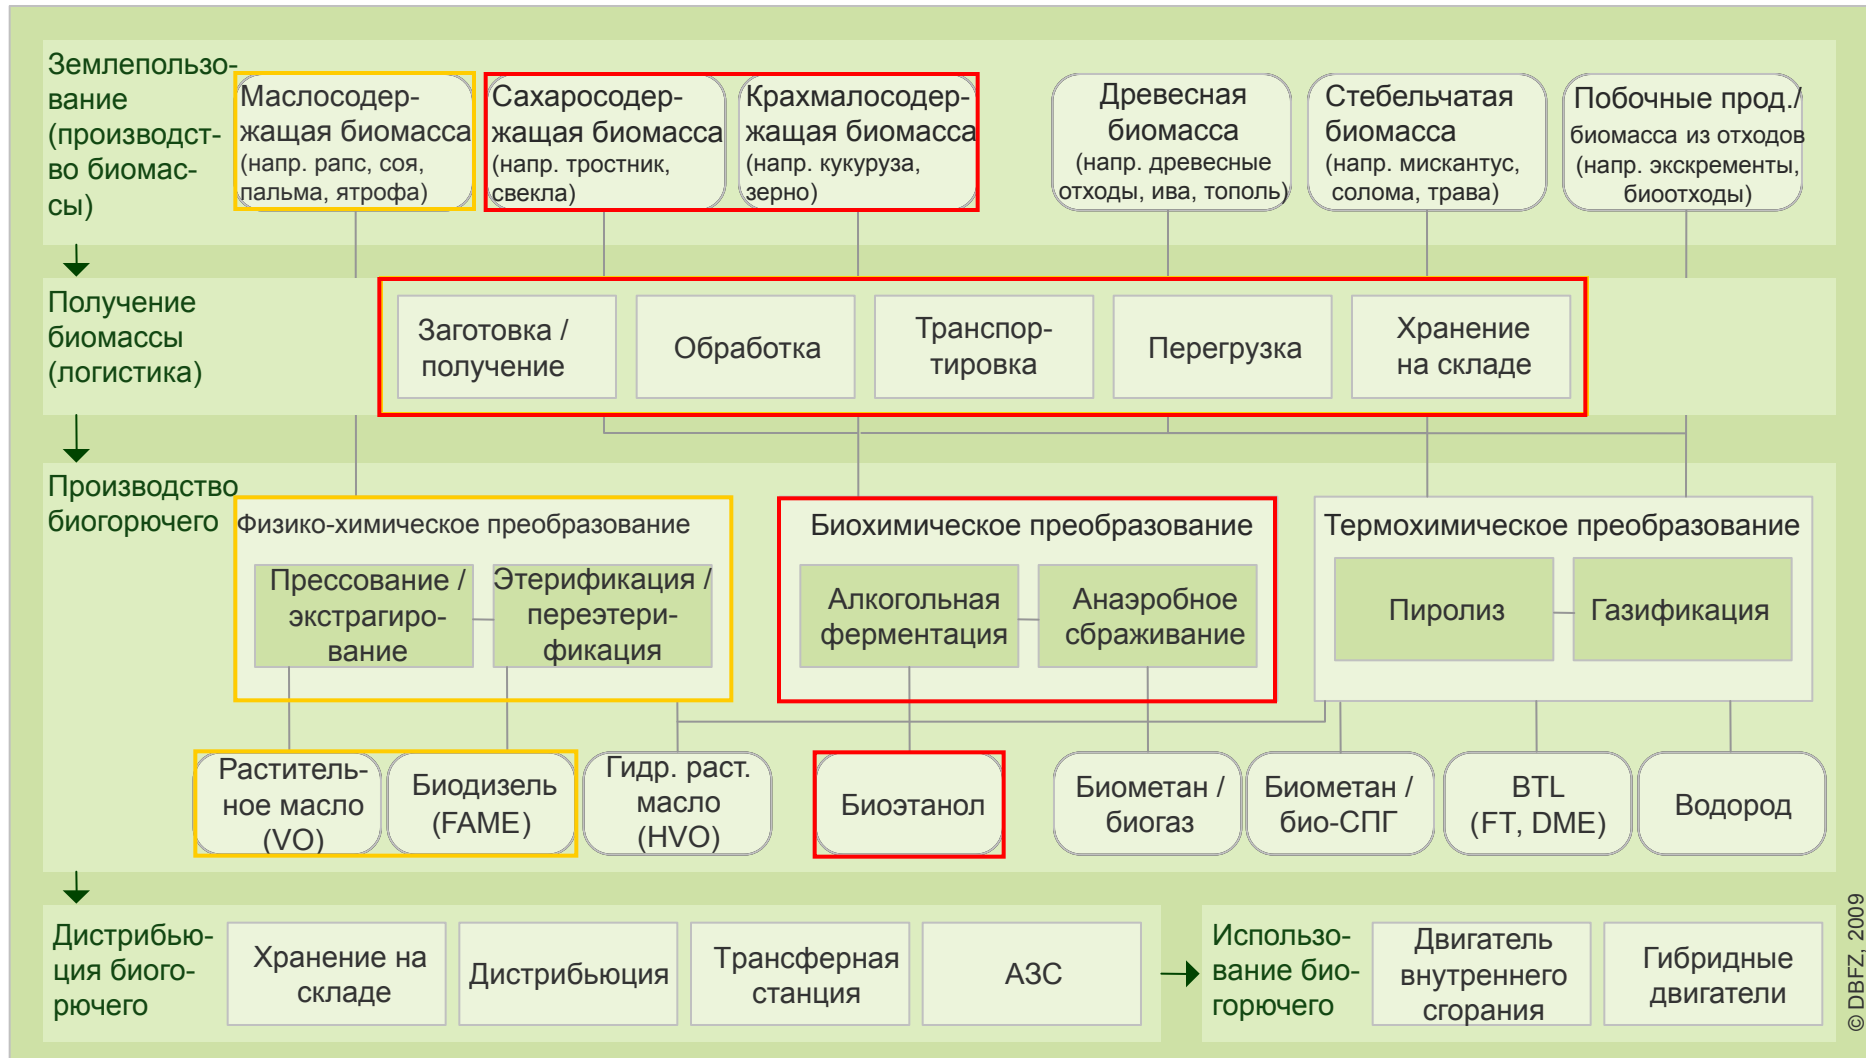 Землепользо-
вание
(производст-
во биомас-
сы)
Маслосодер-
жащая биомасса
(напр. рапс, соя,
пальма, ятрофа)
Сахаросодер-
жащая биомасса
(напр. тростник,
свекла)
Крахмалосодер-
жащая биомасса
(напр. кукуруза,
зерно)
Древесная
биомасса
(напр. древесные
отходы, ива, тополь)
Стебельчатая
биомасса
(напр. мискантус,
солома, трава)
Побочные прод./
биомасса из отходов
(напр. экскременты,
биоотходы)
Получение
биомассы
(логистика)
Заготовка /
получение
Обработка
Транспор-
тировка
Перегрузка
Хранение
на складе
Производство
биогорючего
Физико-химическое преобразование
Прессование /
экстрагиро-
вание
Этерификация /
переэтери-
фикация
Биохимическое преобразование
Алкогольная
ферментация
Анаэробное
сбраживание
Термохимическое преобразование
Пиролиз
Газификация
Раститель-
ное масло
(VO)
Биодизель
(FAME)
Гидр. раст.
масло
(HVO)
Биоэтанол
Биометан /
биогаз
Биометан /
био-СПГ
BTL
(FT, DME)
Водород
Дистрибью-
ция биого-
рючего
Хранение на
складе
Дистрибьюция
Трансферная
станция
АЗС
Использо-
вание био-
горючего
Двигатель
внутреннего
сгорания
Гибридные
двигатели
© DBFZ, 2009